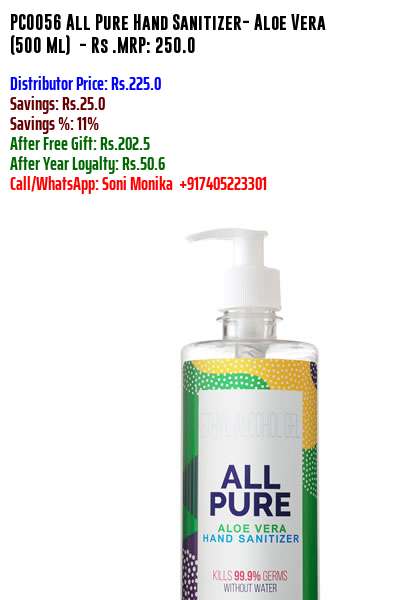 PC0056 All Pure Hand Sanitizer- Aloe Vera
(500 Ml)  - Rs .MRP: 250.0
Distributor Price: Rs.225.0
Savings: Rs.25.0
Savings %: 11%
After Free Gift: Rs.202.5
After Year Loyalty: Rs.50.6
Call/WhatsApp: Soni Monika  +917405223301
ETHYL ALCOHOL GEL
ALL
PURE
ALOE VERA
HAND SANITIZER
KILLS 99.9% GERMS
WITHOUT WATER